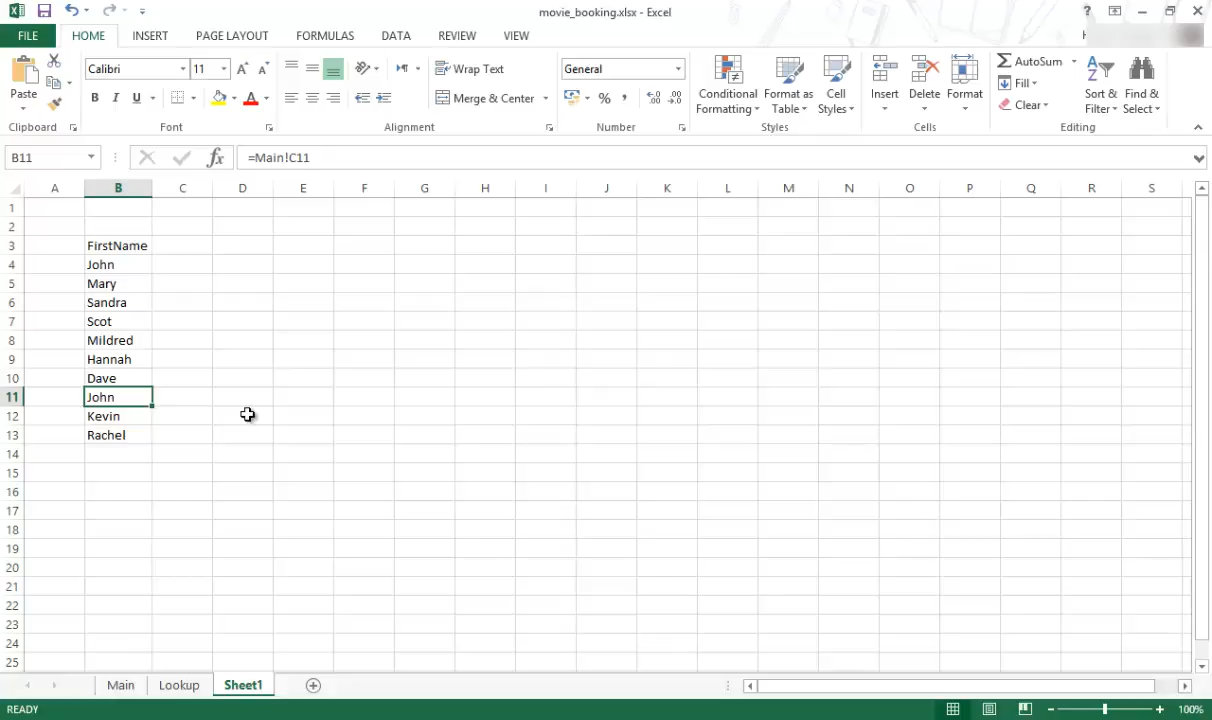 movie_booking.xlsx - Excel
?
FILE HOME INSERT PAGE LAYOUT FORMULAS DATA REVIEW VIEW
Calibri 11 Wrap Text General AutoSum
Paste Conditional Formatting Format as Table Cell Styles Insert Delete Format Fill Sort & Filter Find & Select
B I U A Merge & Center % , Clear
Clipboard Font Alignment Number Styles Cells Editing
B11 fx =Main!C11
A B C D E F G H I J K L M N O P Q R S
1
2
3 FirstName
4 John
5 Mary
6 Sandra
7 Scot
8 Mildred
9 Hannah
10 Dave
11 John
12 Kevin
13 Rachel
14
15
16
17
18
19
20
21
22
23
24
25
Main Lookup Sheet1
READY 100%